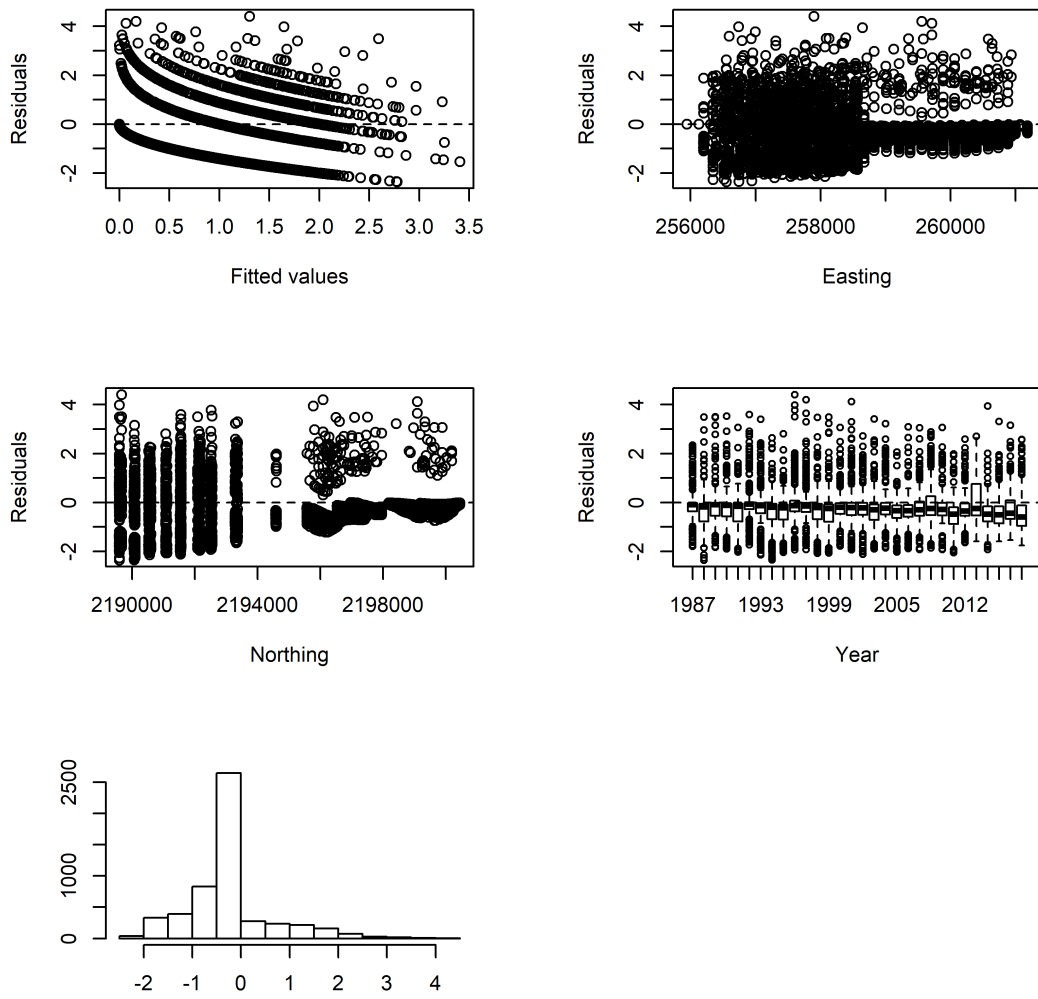 Residuals
4
2
0
-2
0.0 0.5 1.0 1.5 2.0 2.5 3.0 3.5
Fitted values
Residuals
4
2
0
-2
256000 258000 260000
Easting
Residuals
4
2
0
-2
2190000 2194000 2198000
Northing
Residuals
4
2
0
-2
1987 1993 1999 2005 2012
Year
2500
1000
0
-2 -1 0 1 2 3 4